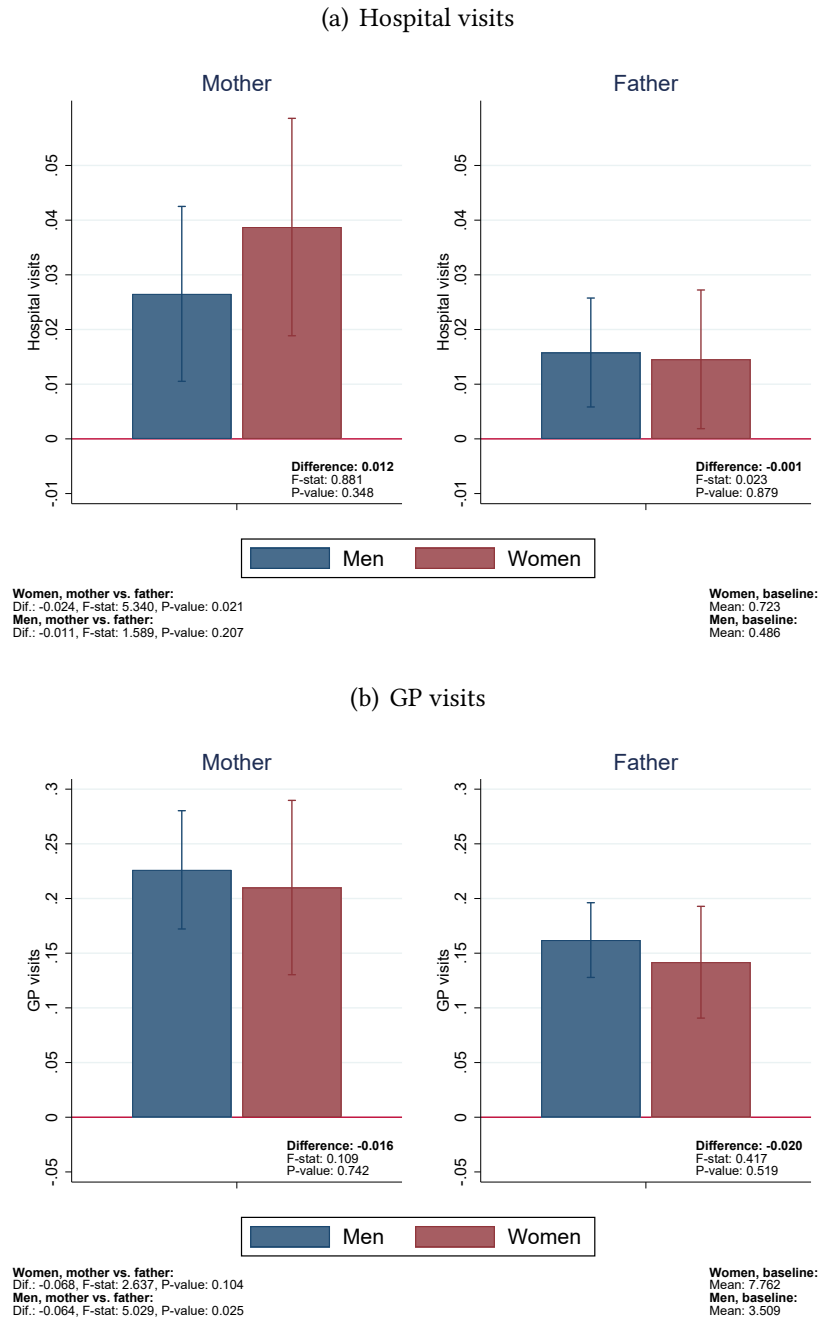 (a) Hospital visits
Mother
Hospital visits
.05
.04
.03
.02
.01
0
-.01
Difference: 0.012
F-stat: 0.881
P-value: 0.348
Father
Hospital visits
.05
.04
.03
.02
.01
0
-.01
Difference: -0.001
F-stat: 0.023
P-value: 0.879
Men Women
Women, mother vs. father:
Dif.: -0.024, F-stat: 5.340, P-value: 0.021
Men, mother vs. father:
Dif.: -0.011, F-stat: 1.589, P-value: 0.207
Women, baseline:
Mean: 0.723
Men, baseline:
Mean: 0.486
(b) GP visits
Mother
GP visits
.3
.25
.2
.15
.1
.05
0
-.05
Difference: -0.016
F-stat: 0.109
P-value: 0.742
Father
GP visits
.3
.25
.2
.15
.1
.05
0
-.05
Difference: -0.020
F-stat: 0.417
P-value: 0.519
Men Women
Women, mother vs. father:
Dif.: -0.068, F-stat: 2.637, P-value: 0.104
Men, mother vs. father:
Dif.: -0.064, F-stat: 5.029, P-value: 0.025
Women, baseline:
Mean: 7.762
Men, baseline:
Mean: 3.509